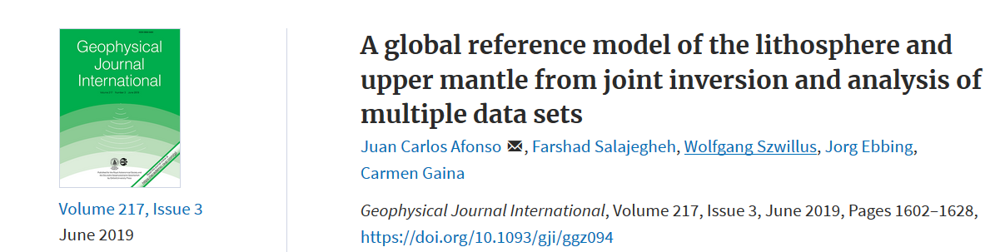 Geophysical
Journal
International
Volume 217, Issue 3
June 2019
A global reference model of the lithosphere and
upper mantle from joint inversion and analysis of
multiple data sets
Juan Carlos Afonso, Farshad Salajegheh, Wolfgang Szwillus, Jorg Ebbing,
Carmen Gaina
Geophysical Journal International, Volume 217, Issue 3, June 2019, Pages 1602–1628,
https://doi.org/10.1093/gji/ggz094